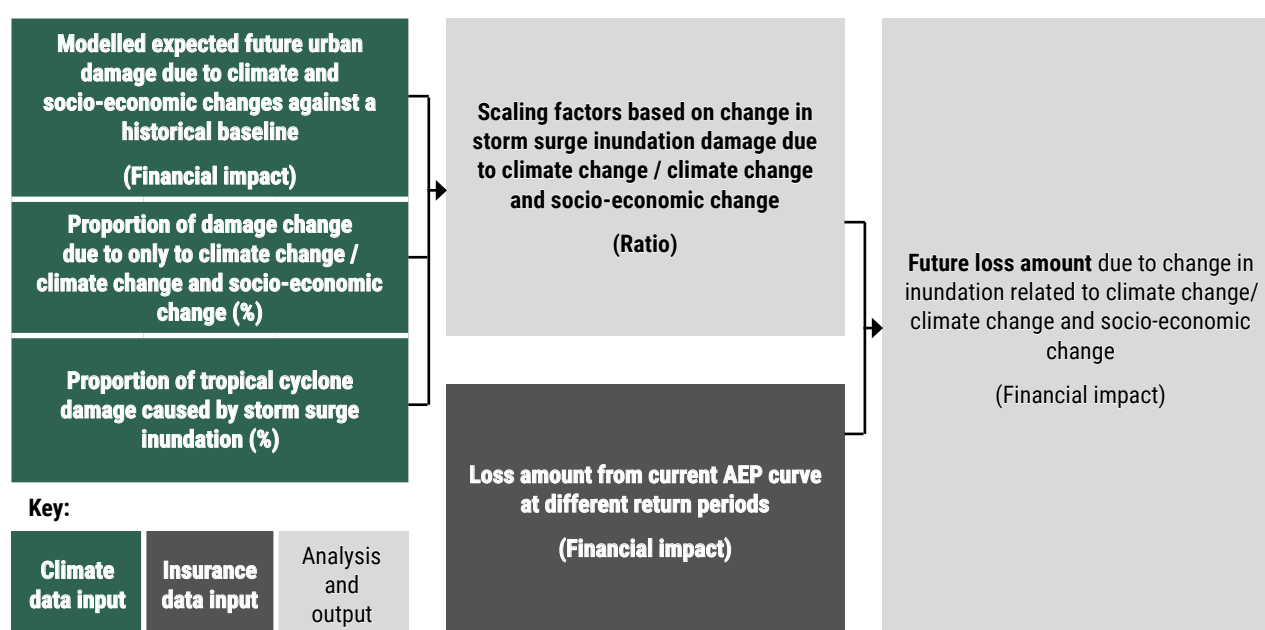 Modelled expected future urban
damage due to climate and
socio-economic changes against a
historical baseline
(Financial impact)
Proportion of damage change
due to only to climate change /
climate change and socio-economic
change (%)
Proportion of tropical cyclone
damage caused by storm surge
inundation (%)
Scaling factors based on change in
storm surge inundation damage due
to climate change / climate change
and socio-economic change
(Ratio)
Loss amount from current AEP curve
at different return periods
(Financial impact)
Future loss amount due to change in
inundation related to climate change/
climate change and socio-economic
change
(Financial impact)
Key:
Climate
data input
Insurance
data input
Analysis
and
output